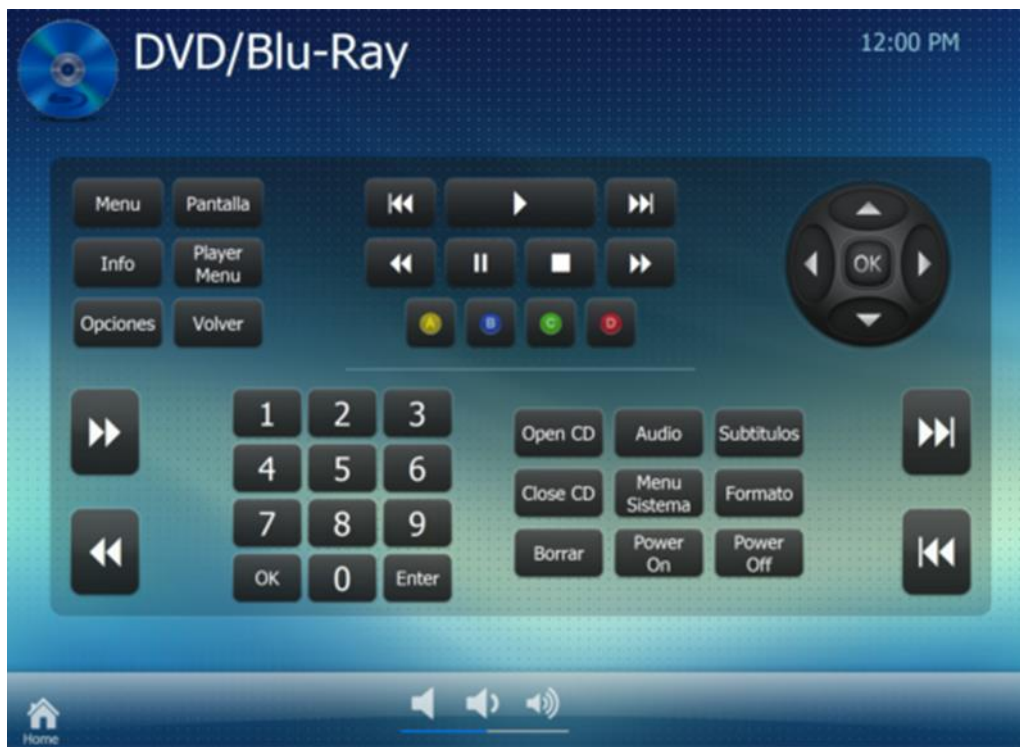 DVD/Blu-Ray
12:00 PM
Menu
Pantalla
Info
Player
Menu
Opciones
Volver
A
B
C
D
OK
1
2
3
4
5
6
7
8
9
OK
0
Enter
Open CD
Audio
Subtitulos
Close CD
Menu
Sistema
Formato
Borrar
Power
On
Power
Off
Home